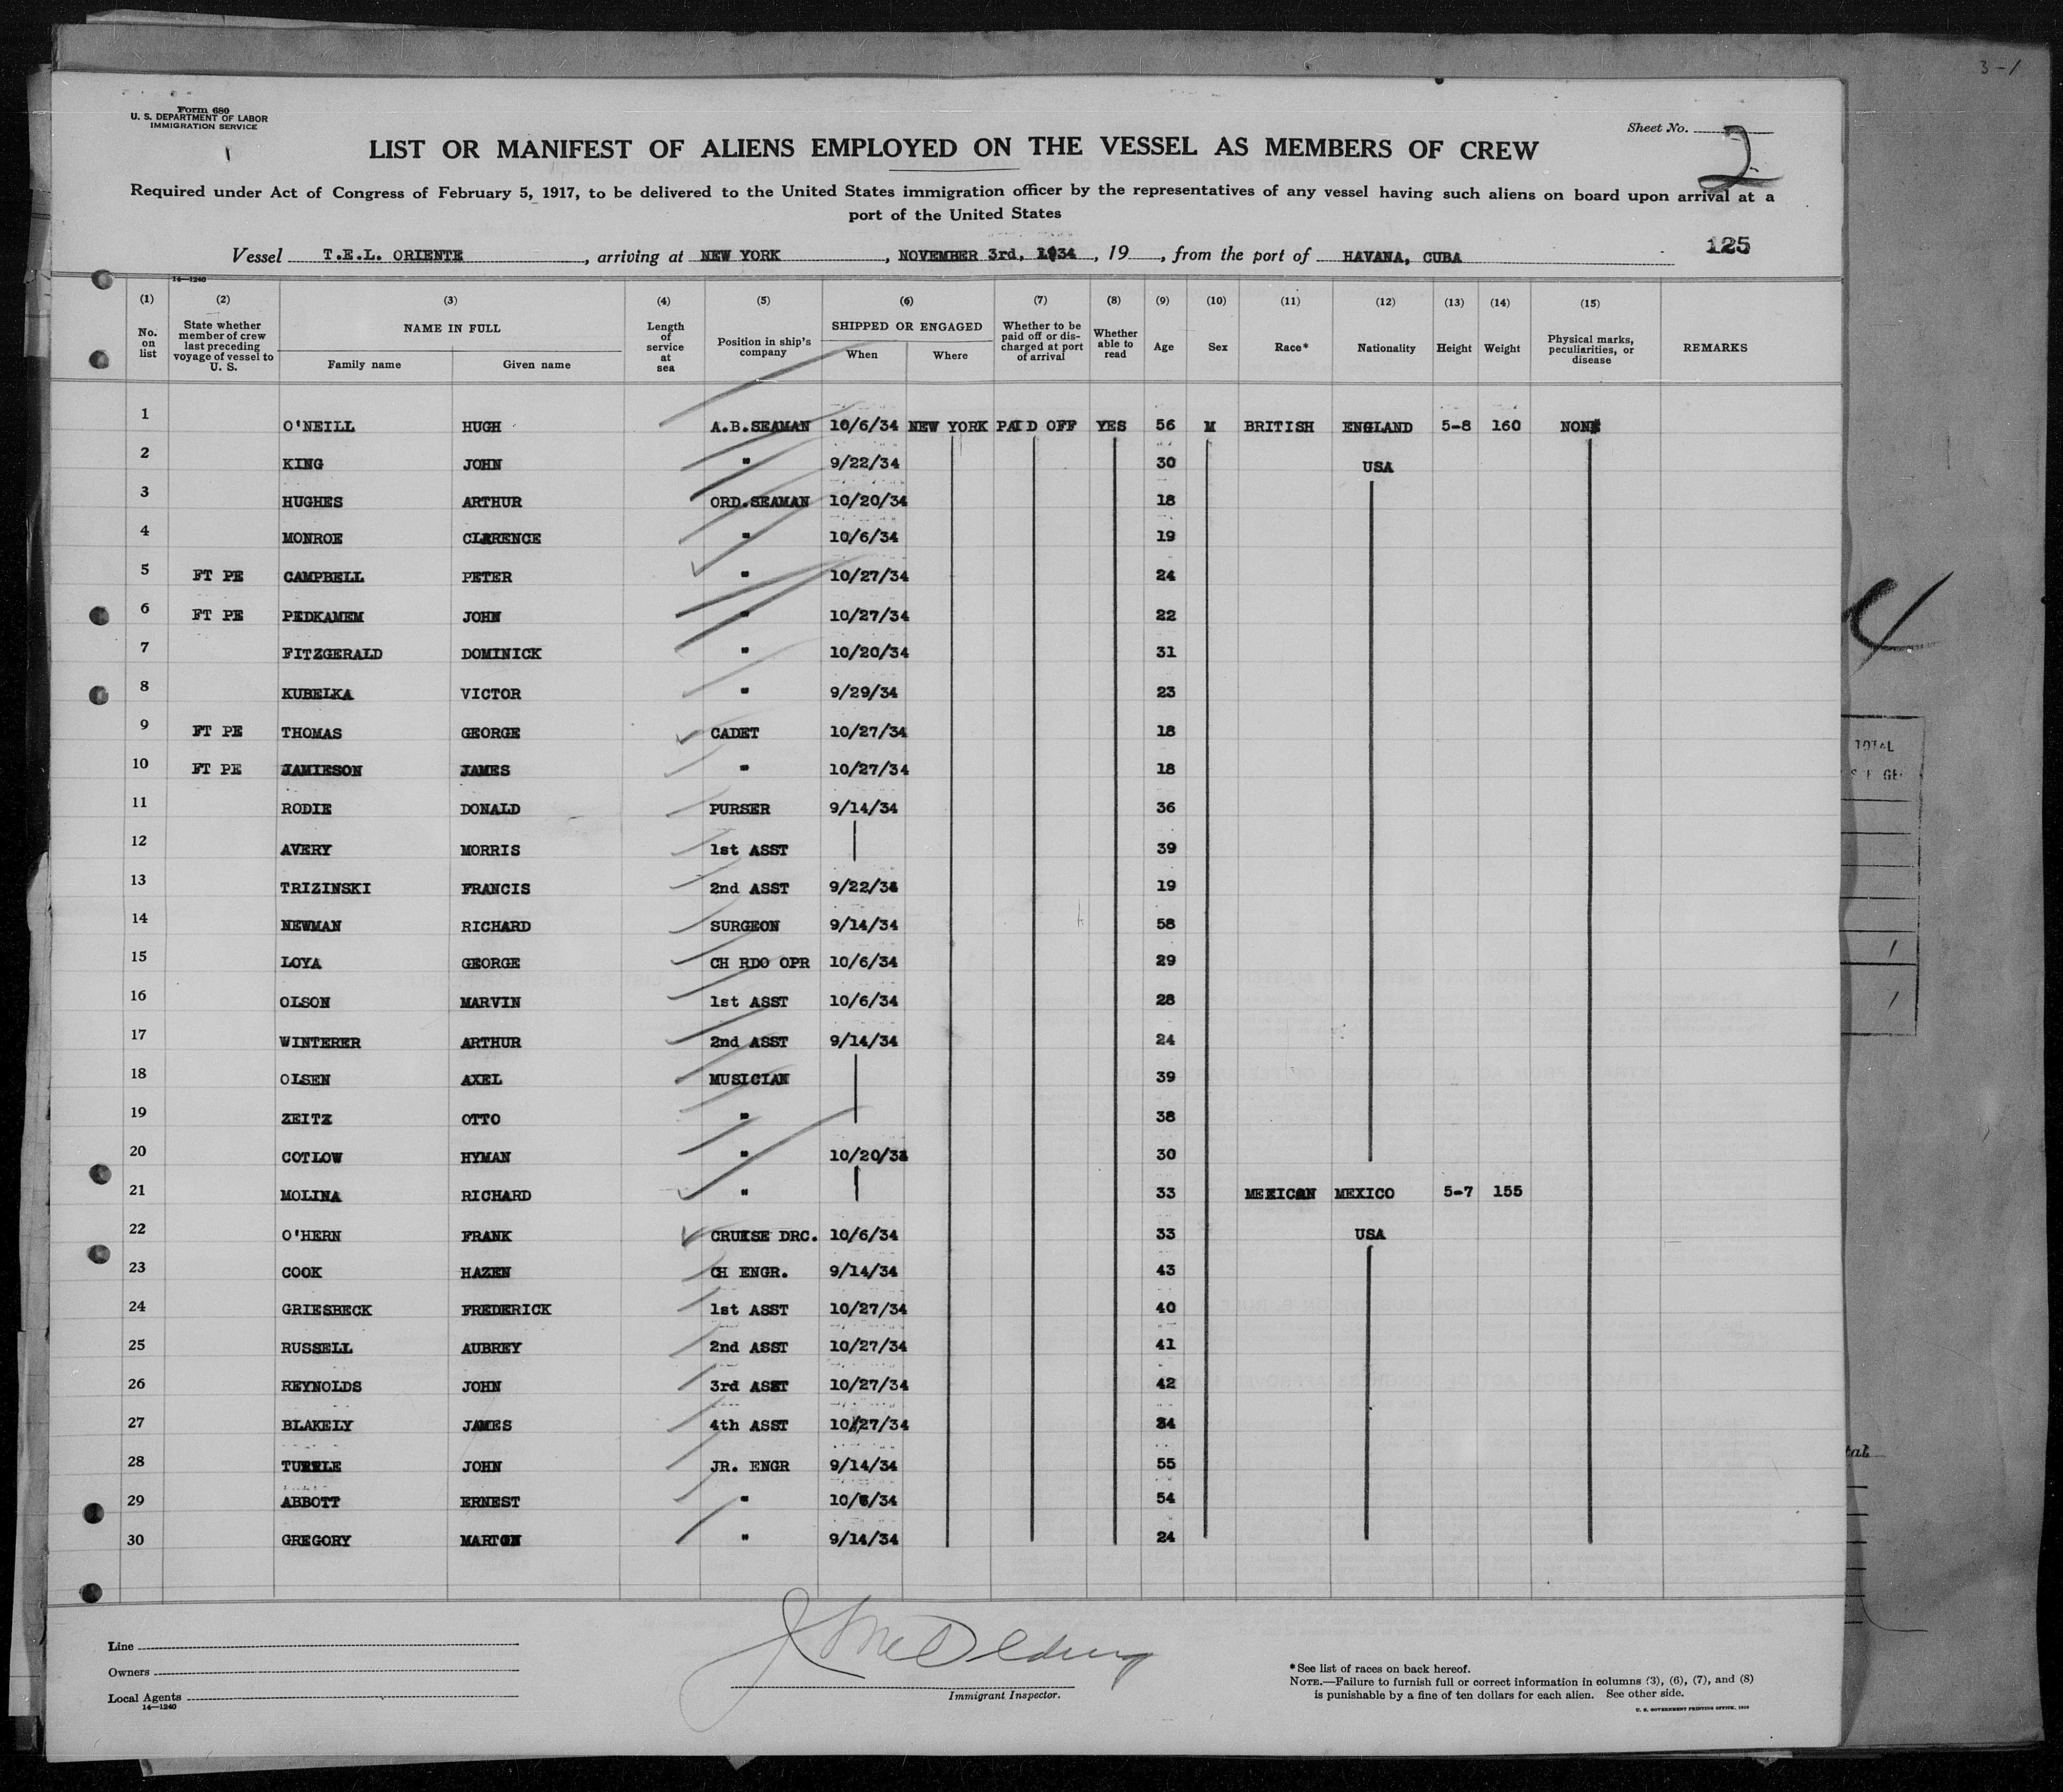 3-1
Form 680
U. S. DEPARTMENT OF LABOR
IMMIGRATION SERVICE
Sheet No. 2
LIST OR MANIFEST OF ALIENS EMPLOYED ON THE VESSEL AS MEMBERS OF CREW
Required under Act of Congress of February 5, 1917, to be delivered to the United States immigration officer by the representatives of any vessel having such aliens on board upon arrival at a
port of the United States
125
Vessel T.E.L. ORIENTE, arriving at NEW YORK, NOVEMBER 3rd, 1934, 19, from the port of HAVANA, CUBA
14—1240
(1) (2) (3) (4) (5) (6) (7) (8) (9) (10) (11) (12) (13) (14) (15)
No. on list State whether member of crew last preceding voyage of vessel to U. S. NAME IN FULL Length of service at sea Position in ship's company SHIPPED OR ENGAGED Whether to be paid off or discharged at port of arrival Whether able to read Age Sex Race* Nationality Height Weight Physical marks, peculiarities, or disease REMARKS
Family name Given name When Where
1 O'NEILL HUGH A.B.SEAMAN 10/6/34 NEW YORK PAID OFF YES 56 M BRITISH ENGLAND 5-8 160 NONE
2 KING JOHN " 9/22/34 30 USA
3 HUGHES ARTHUR ORD.SEAMAN 10/20/34 18
4 MONROE CLARENCE " 10/6/34 19
5 FT PE CAMPBELL PETER " 10/27/34 24
6 FT PE PEDKAMEM JOHN " 10/27/34 22
7 FITZGERALD DOMINICK " 10/20/34 31
8 KUBELKA VICTOR " 9/29/34 23
9 FT PE THOMAS GEORGE CADET 10/27/34 18
10 FT PE JAMIESON JAMES " 10/27/34 18
11 RODIE DONALD PURSER 9/14/34 36
12 AVERY MORRIS 1st ASST 39
13 TRIZINSKI FRANCIS 2nd ASST 9/22/34 19
14 NEWMAN RICHARD SURGEON 9/14/34 58
15 LOYA GEORGE CH RDO OPR 10/6/34 29
16 OLSON MARVIN 1st ASST 10/6/34 28
17 WINTERER ARTHUR 2nd ASST 9/14/34 24
18 OLSEN AXEL MUSICIAN 39
19 ZEITZ OTTO " 38
20 COTLOW HYMAN " 10/20/34 30
21 MOLINA RICHARD " 33 MEXICAN MEXICO 5-7 155
22 O'HERN FRANK CRUISE DRC. 10/6/34 33 USA
23 COOK HAZEN CH ENGR. 9/14/34 43
24 GRIESBECK FREDERICK 1st ASST 10/27/34 40
25 RUSSELL AUBREY 2nd ASST 10/27/34 41
26 REYNOLDS JOHN 3rd ASST 10/27/34 42
27 BLAKELY JAMES 4th ASST 10/27/34 34
28 JOHN JR. ENGR 9/14/34 55
29 ABBOTT ERNEST " 10/6/34 54
30 GREGORY MARTON " 9/14/34 24
TOTAL
Line
Owners
Local Agents
14—1240
Immigrant Inspector.
*See list of races on back hereof.
NOTE.—Failure to furnish full or correct information in columns (3), (6), (7), and (8)
is punishable by a fine of ten dollars for each alien. See other side.